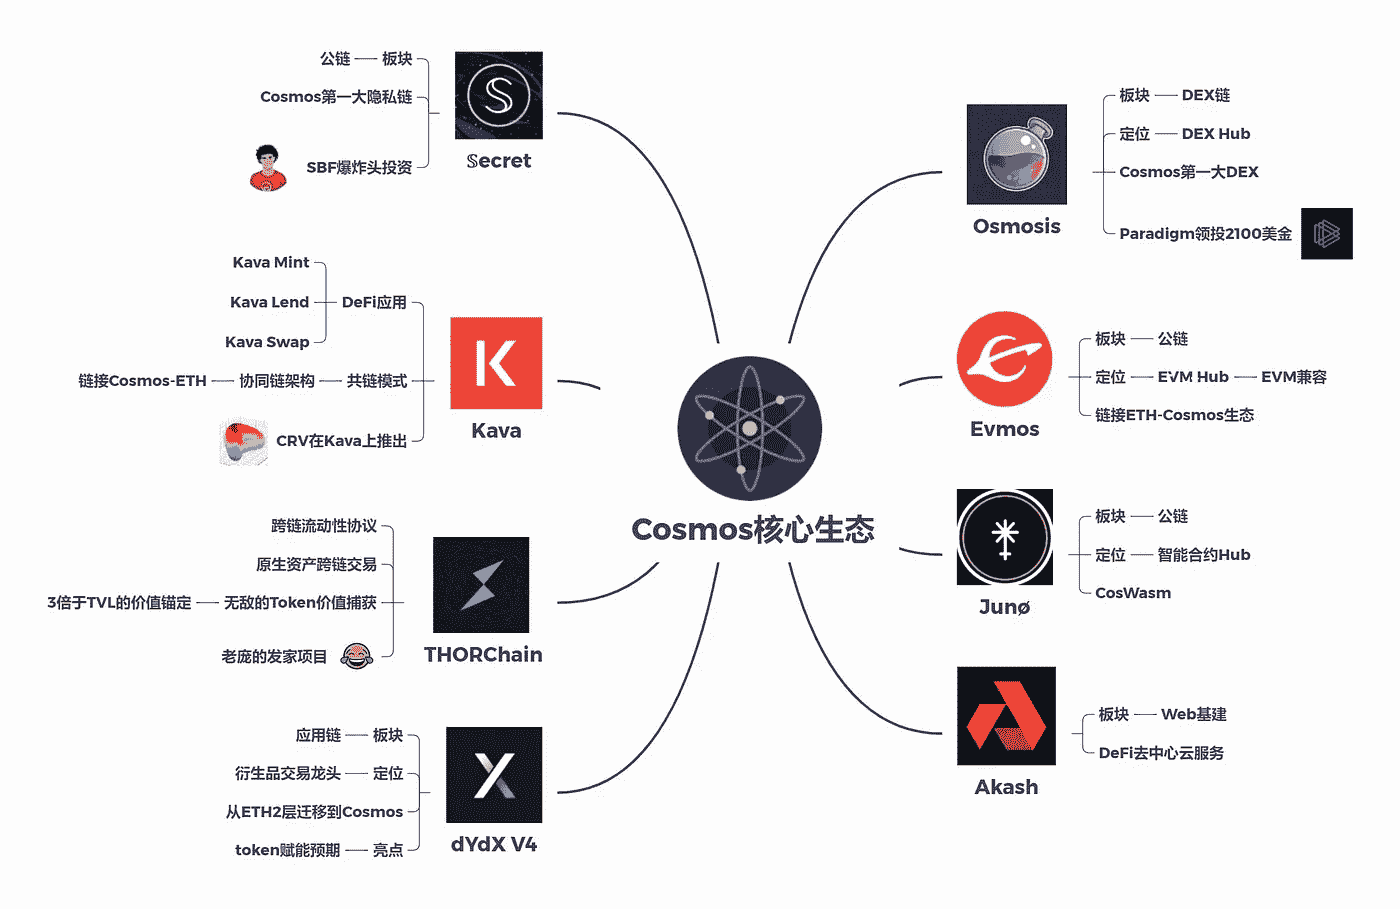 Cosmos核心生态
Secret
板块
公链
Cosmos第一大隐私链
SBF爆炸头投资
Kava
DeFi应用
Kava Mint
Kava Lend
Kava Swap
共链模式
协同链架构
链接Cosmos-ETH
CRV在Kava上推出
THORChain
跨链流动性协议
原生资产跨链交易
无敌的Token价值捕获
3倍于TVL的价值锚定
老庞的发家项目
dYdX V4
板块
应用链
定位
衍生品交易龙头
从ETH2层迁移到Cosmos
亮点
token赋能预期
Osmosis
板块
DEX链
定位
DEX Hub
Cosmos第一大DEX
Paradigm领投2100美金
Evmos
板块
公链
定位
EVM Hub
EVM兼容
链接ETH-Cosmos生态
Junø
板块
公链
定位
智能合约Hub
CosWasm
Akash
板块
Web基建
DeFi去中心云服务